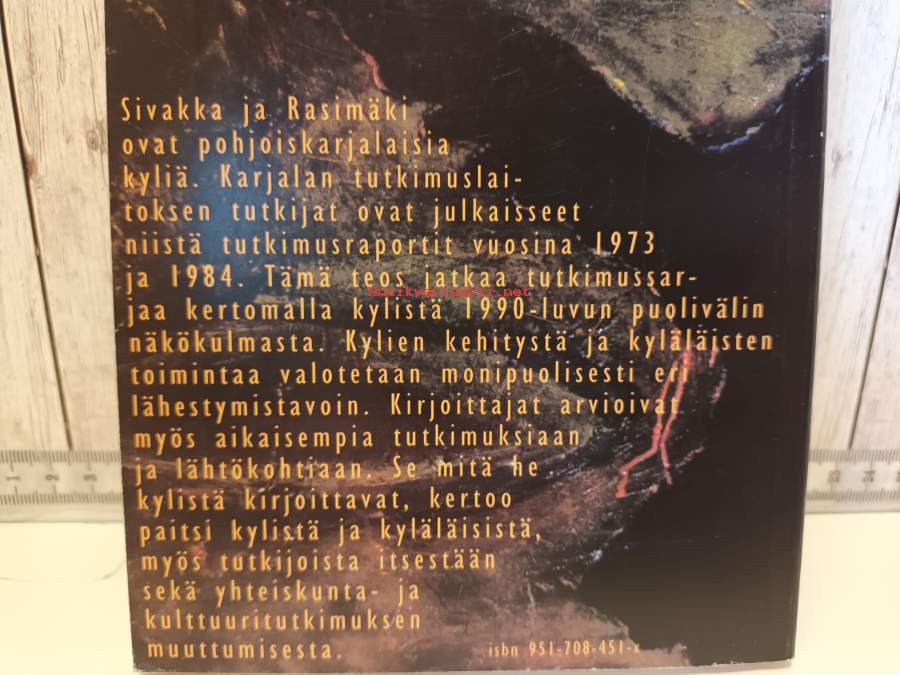 Sivakka ja Rasimäki
ovat pohjoiskarjalaisia
kyliä. Karjalan tutkimuslai-
toksen tutkijat ovat julkaisseet
niistä tutkimusraportit vuosina 1973
ja 1984. Tämä teos jatkaa tutkimussar-
Antikvariaatti.net
jaa kertomalla kylistä 1990-luvun puolivälin
näkökulmasta. Kylien kehitystä ja kyläläisten
toimintaa valotetaan monipuolisesti eri
lähestymistavoin. Kirjoittajat arvioivat
myös aikaisempia tutkimuksiaan
ja lähtökohtiaan. Se mitä he
kylistä kirjoittavat, kertoo
paitsi kylistä ja kyläläisistä,
myös tutkijoista itsestään
sekä yhteiskunta- ja
kulttuuritutkimuksen
muuttumisesta.
isbn 951-708-451-x